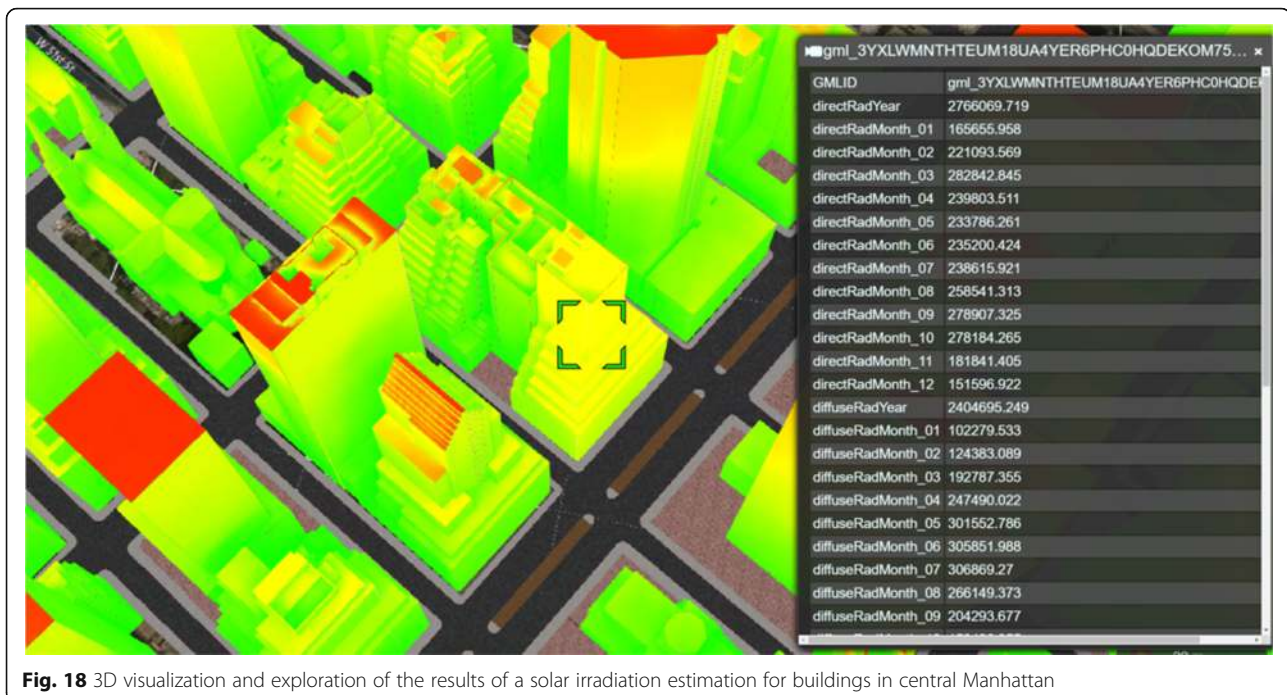 W 51st St
gml_3YXLWMNTHTEUM18UA4YER6PHC0HQDEKOM75... ×
GMLID gml_3YXLWMNTHTEUM18UA4YER6PHC0HQDE
directRadYear 2766069.719
directRadMonth_01 165655.958
directRadMonth_02 221093.569
directRadMonth_03 282842.845
directRadMonth_04 239803.511
directRadMonth_05 233786.261
directRadMonth_06 235200.424
directRadMonth_07 238615.921
directRadMonth_08 258541.313
directRadMonth_09 278907.325
directRadMonth_10 278184.265
directRadMonth_11 181841.405
directRadMonth_12 151596.922
diffuseRadYear 2404695.249
diffuseRadMonth_01 102279.533
diffuseRadMonth_02 124383.089
diffuseRadMonth_03 192787.355
diffuseRadMonth_04 247490.022
diffuseRadMonth_05 301552.786
diffuseRadMonth_06 305851.988
diffuseRadMonth_07 306869.27
diffuseRadMonth_08 266149.373
diffuseRadMonth_09 204293.677
Fig. 18 3D visualization and exploration of the results of a solar irradiation estimation for buildings in central Manhattan